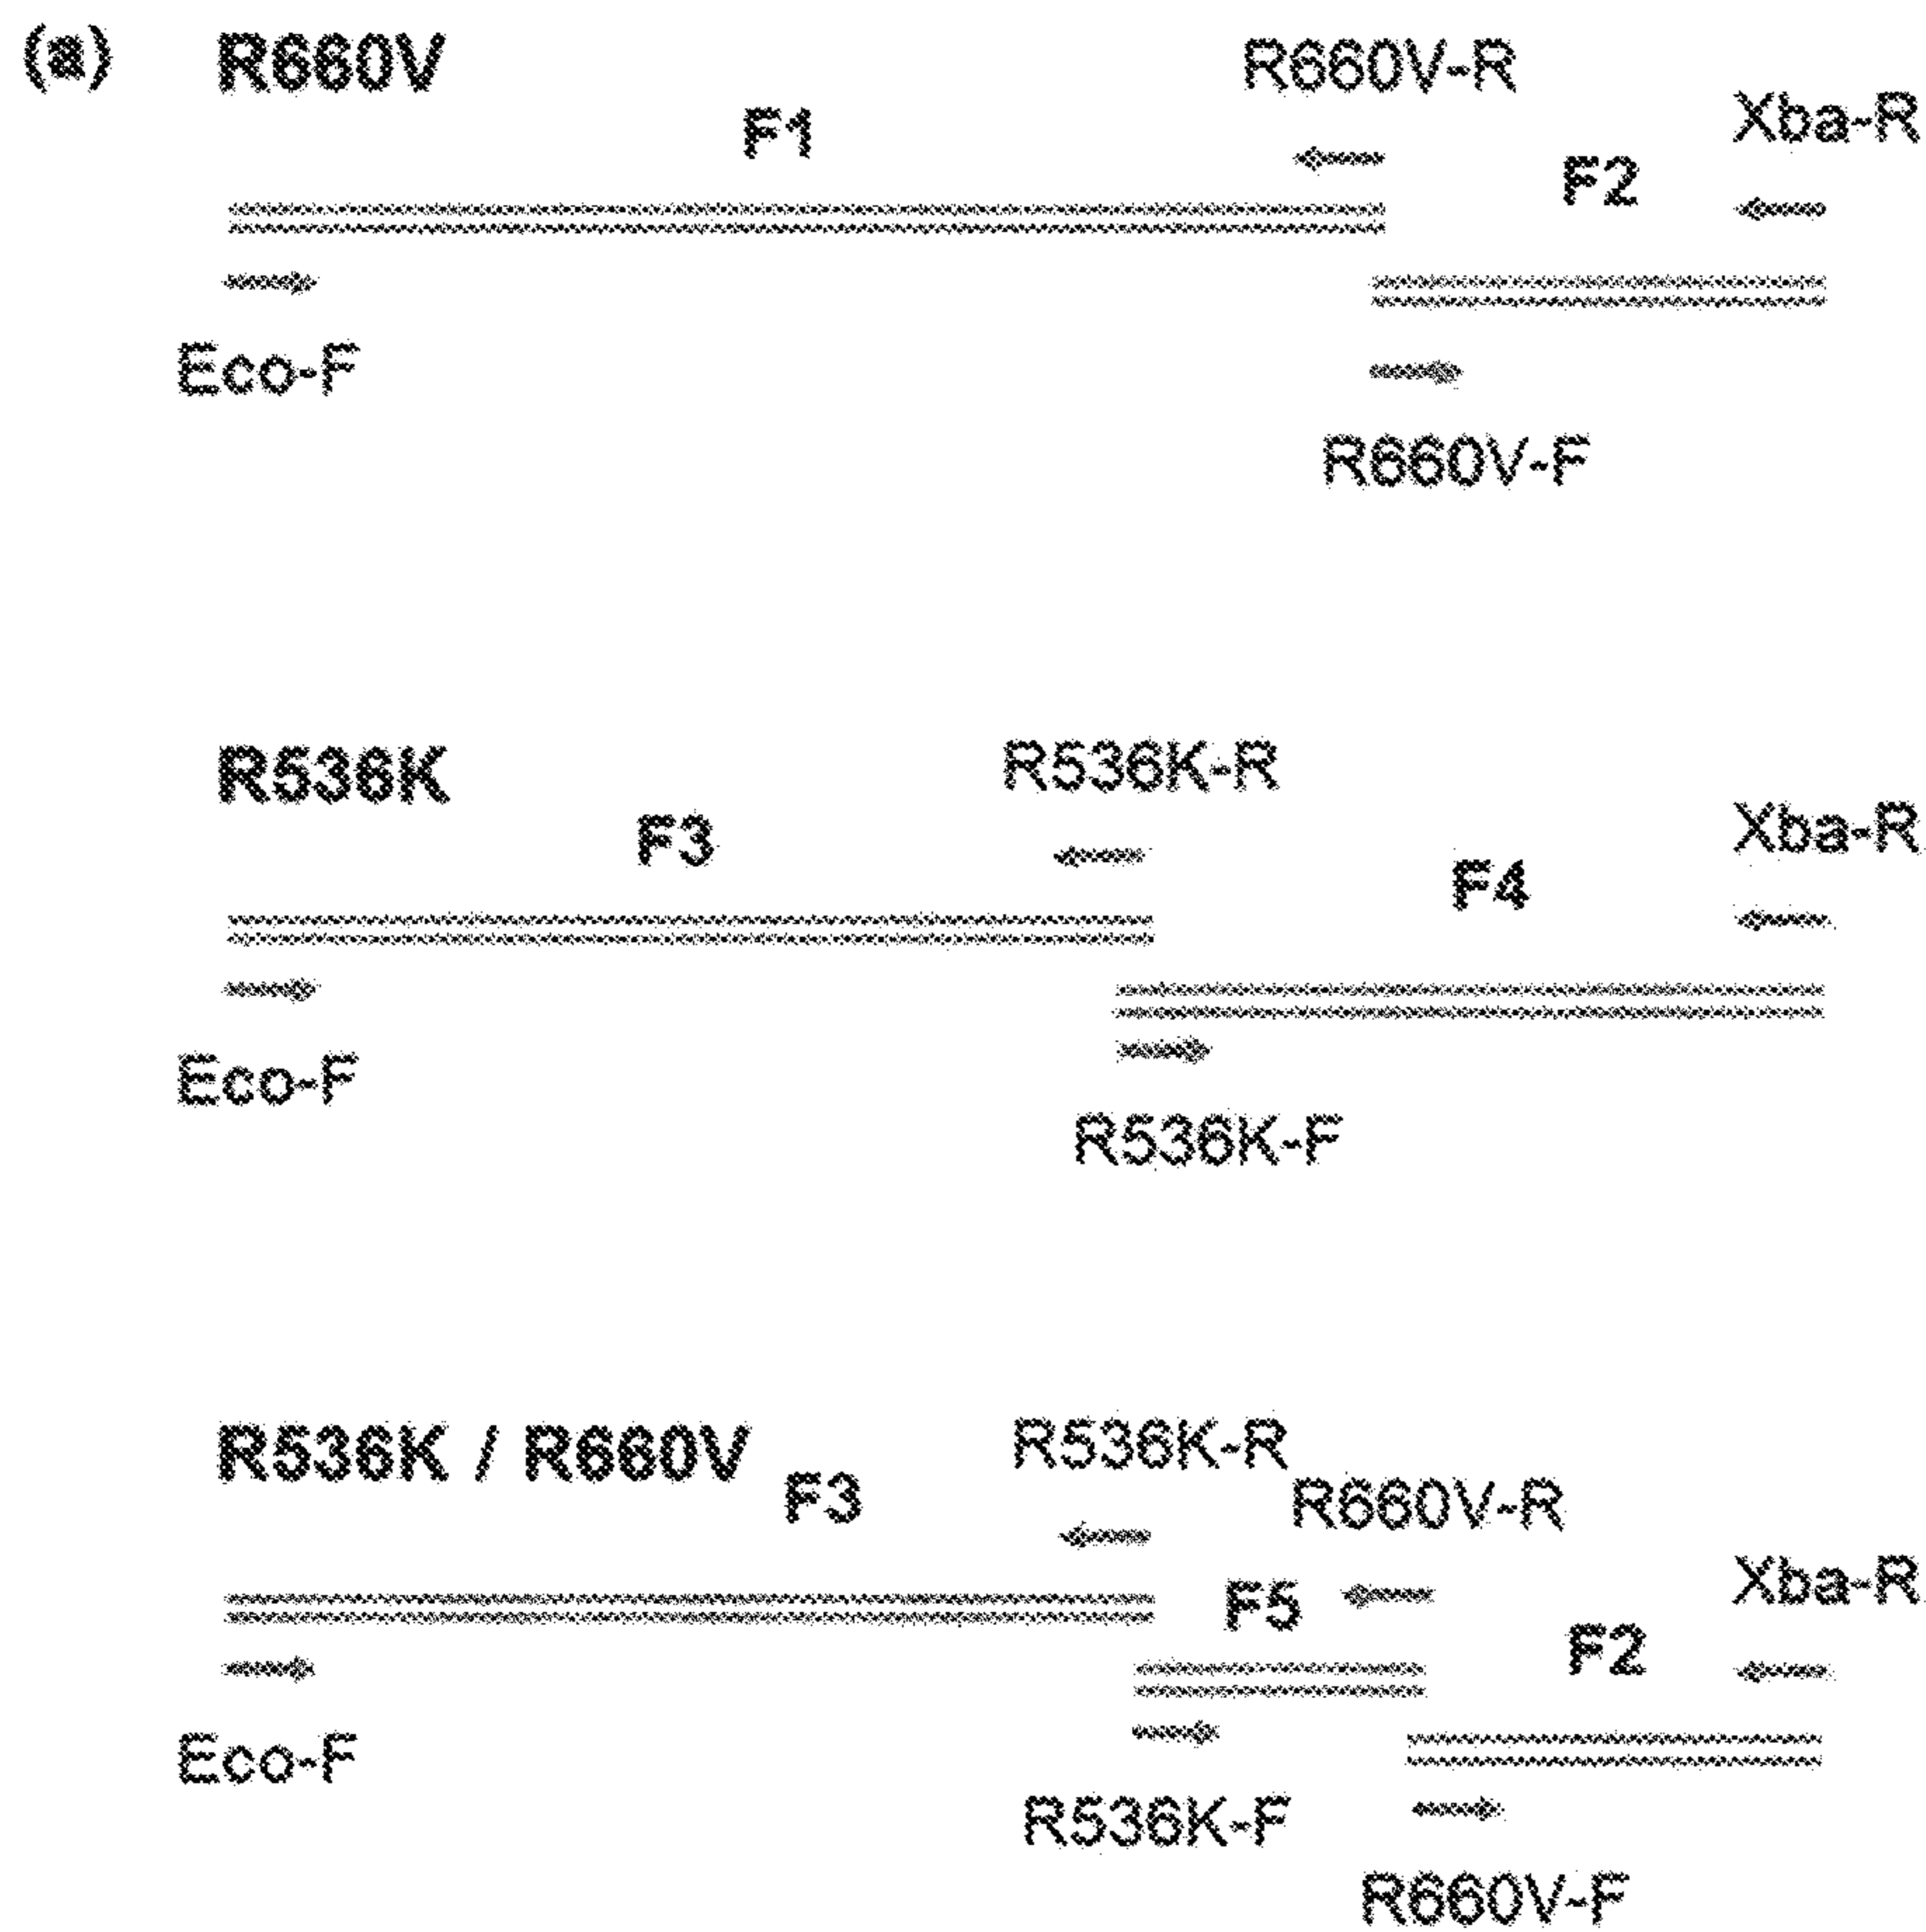 (a) R660V R660V-R
F1 Xba-R
F2
Eco-F
R660V-F
R536K R536K-R
F3 Xba-R
F4
Eco-F
R536K-F
R536K / R660V R536K-R
F3 R660V-R
F5 Xba-R
F2
Eco-F
R536K-F
R660V-F